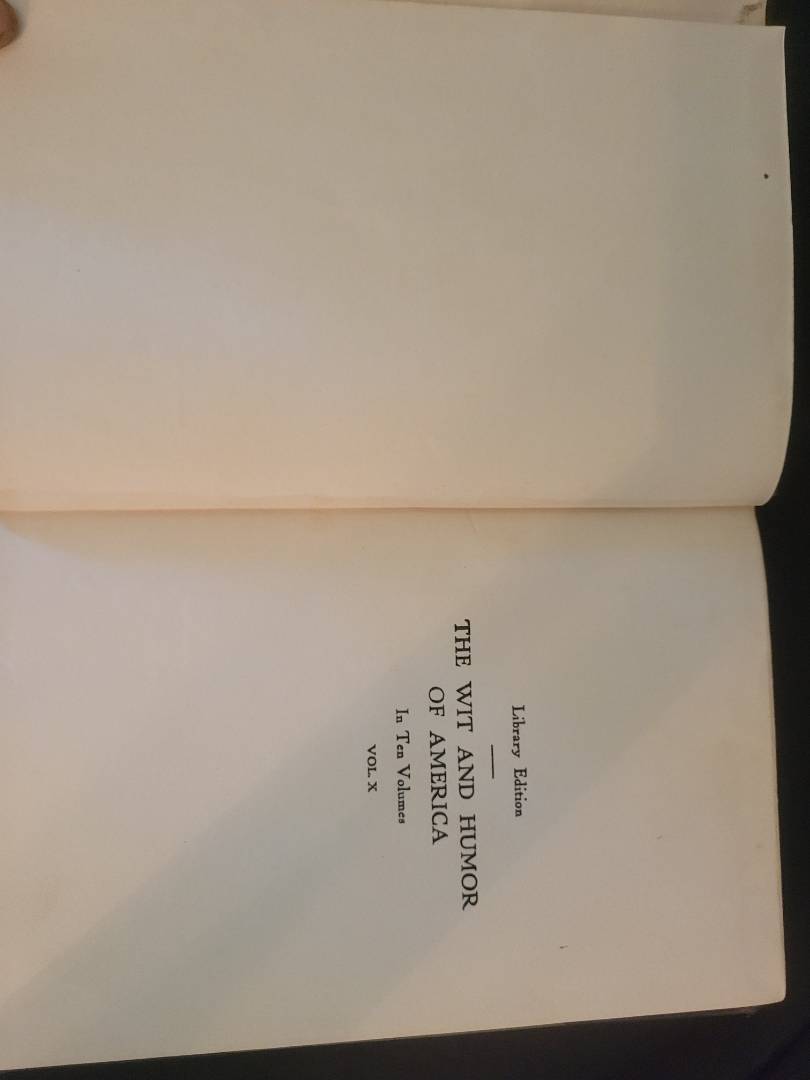 Library Edition
THE WIT AND HUMOR
OF AMERICA
In Ten Volumes
VOL. X